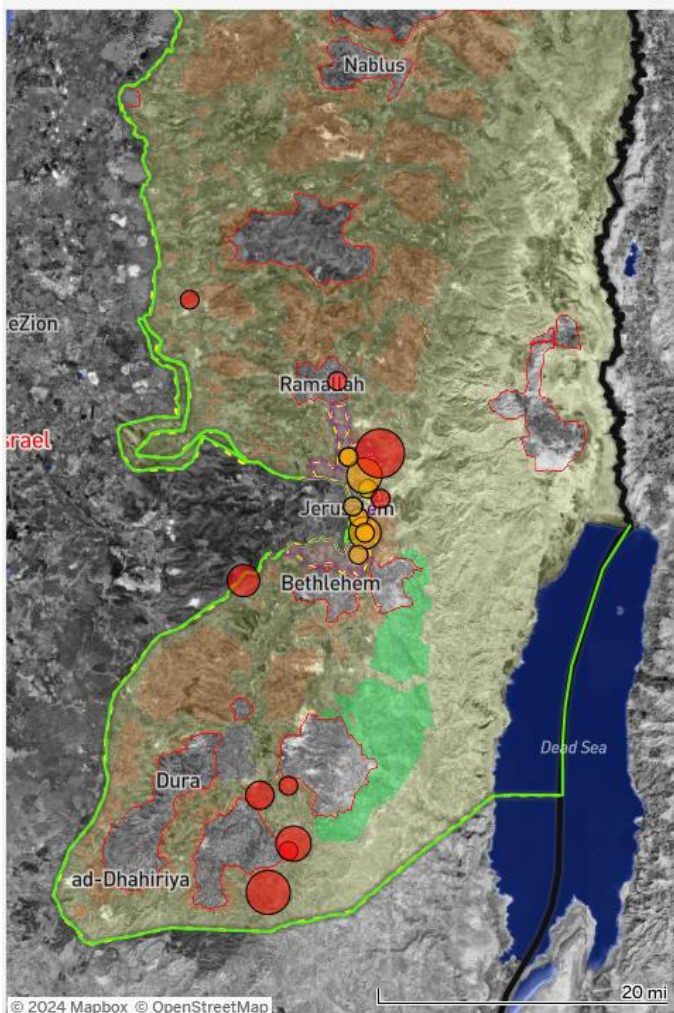 Nablus
eZion
Ramallah
srael
Jerusalem
Bethlehem
Dead Sea
Dura
ad-Dhahiriya
20 mi
© 2024 Mapbox © OpenStreetMap